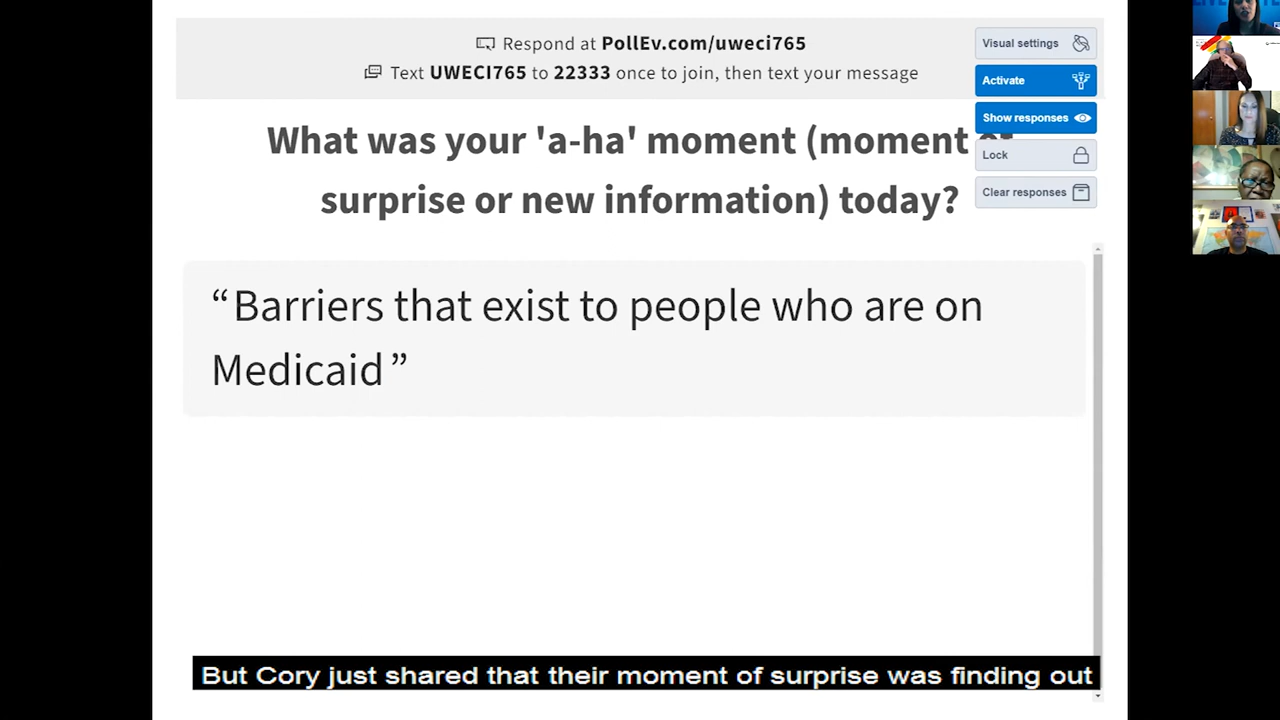 Respond at PollEv.com/uweci765
Text UWECI765 to 22333 once to join, then text your message
Visual settings
Activate
Show responses
Lock
Clear responses
What was your 'a-ha' moment (moment of
surprise or new information) today?
“Barriers that exist to people who are on
Medicaid”
But Cory just shared that their moment of surprise was finding out